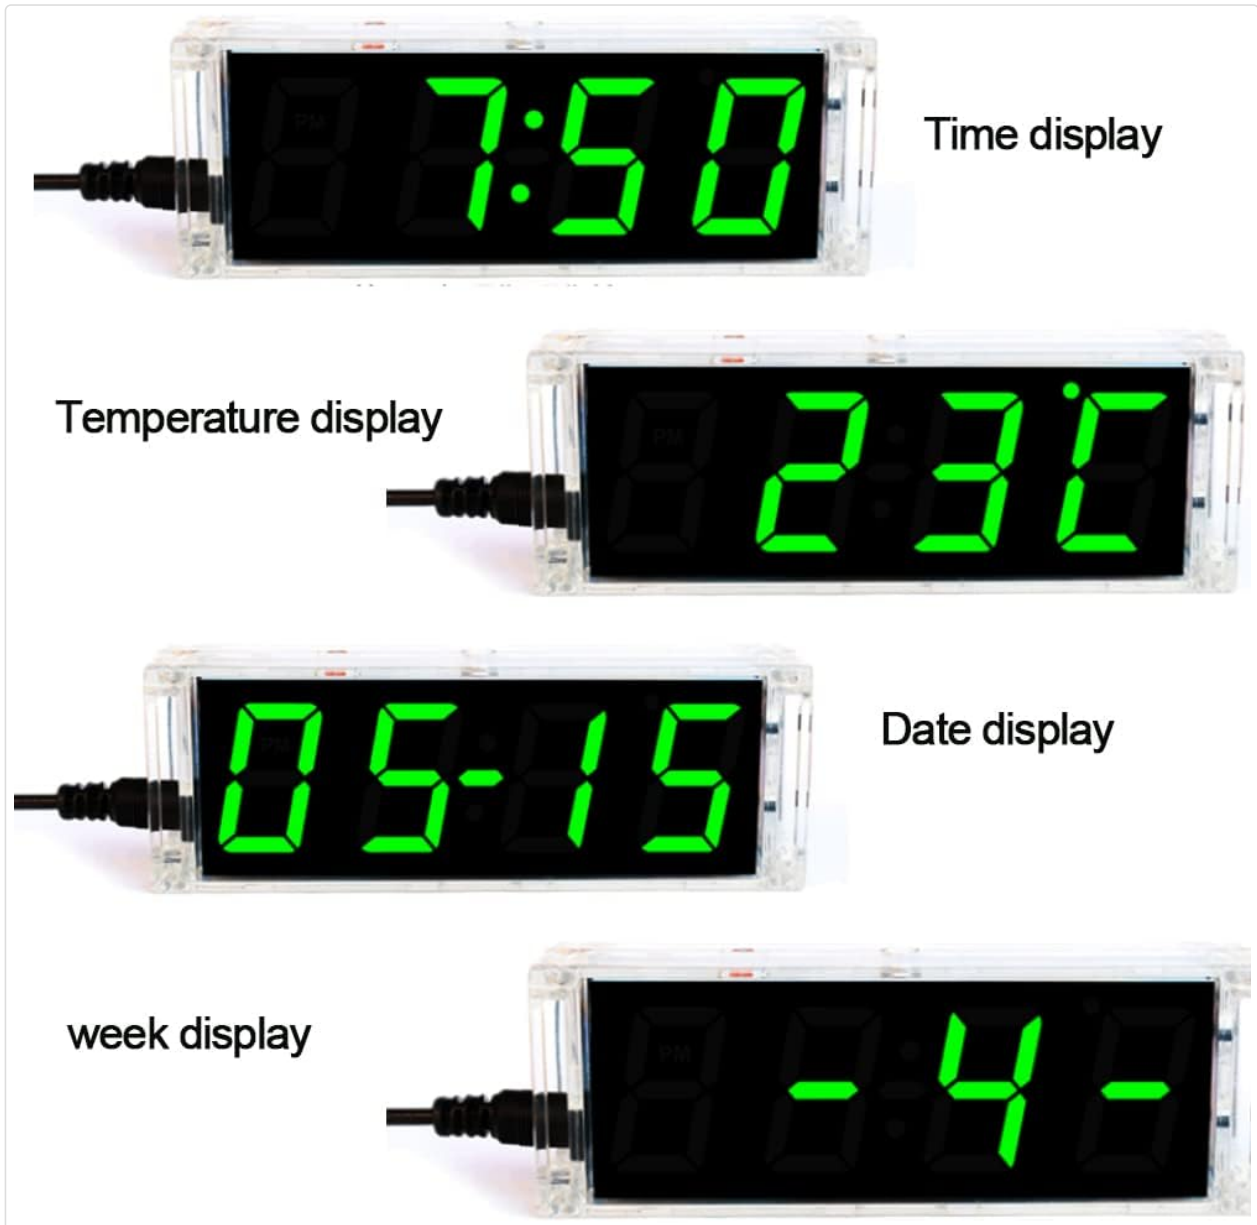 7:50
Time display
Temperature display
23°C
05-15
Date display
week display
-4-